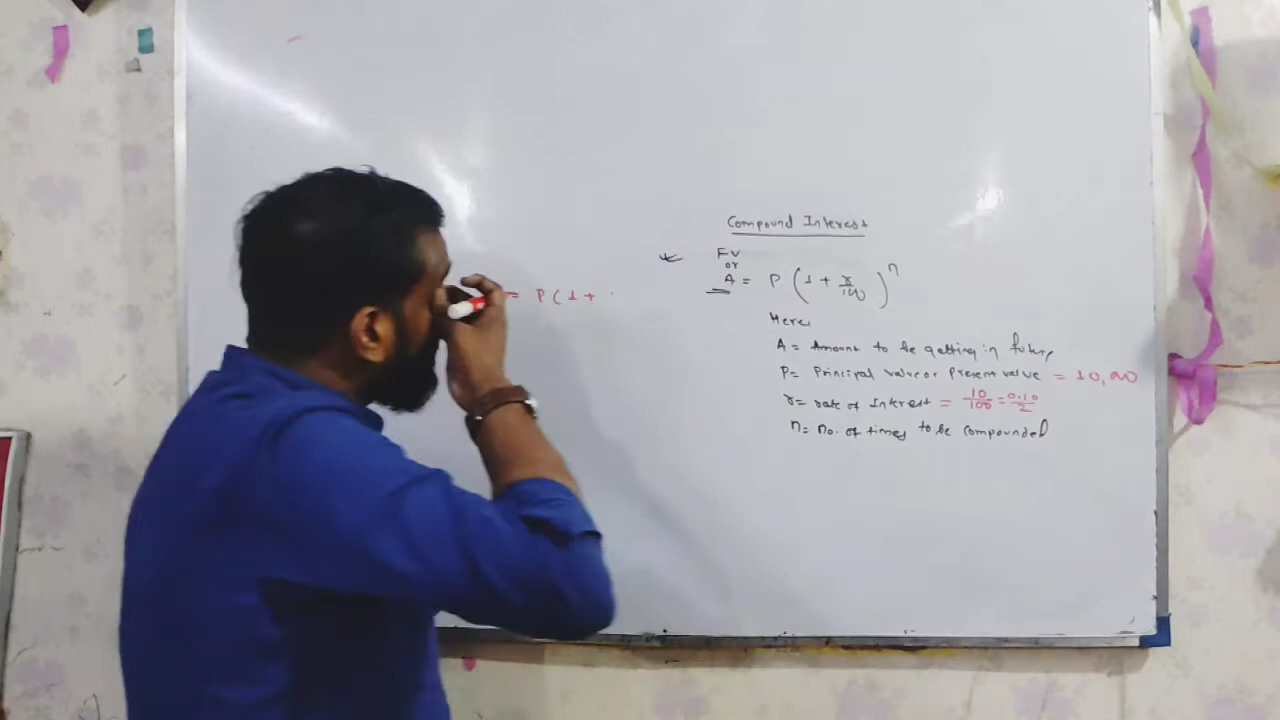 = P ( 1 +
Compound Interest
FV
or
A = P ( 1 + r/100 )^n
Here,
A = Amount to be getting in future
P = Principal value or Present value = 10,000
r = rate of Interest = 10/100 = 0.10/2
n = no. of times to be compounded